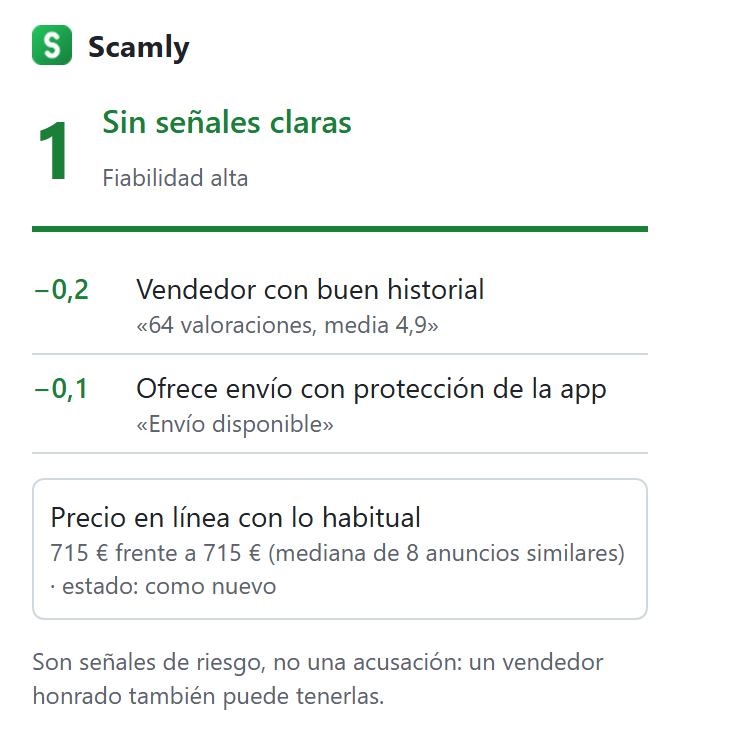 S Scamly
1
Sin señales claras
Fiabilidad alta
−0,2 Vendedor con buen historial
«64 valoraciones, media 4,9»
−0,1 Ofrece envío con protección de la app
«Envío disponible»
Precio en línea con lo habitual
715 € frente a 715 € (mediana de 8 anuncios similares)
· estado: como nuevo
Son señales de riesgo, no una acusación: un vendedor
honrado también puede tenerlas.